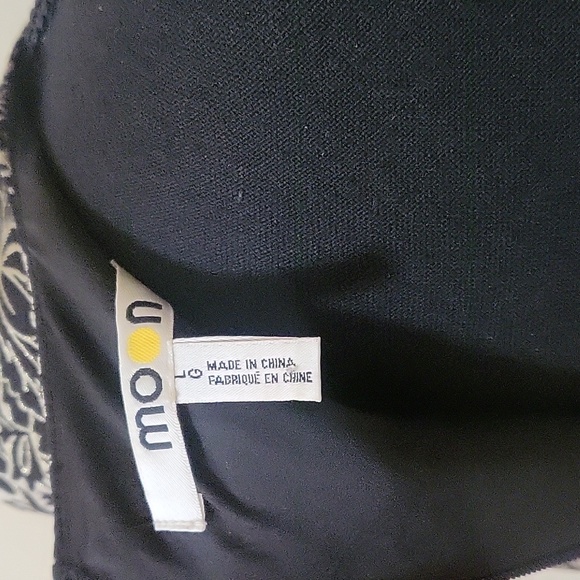 moon
L
G
MADE IN CHINA
FABRIQUÉ EN CHINE